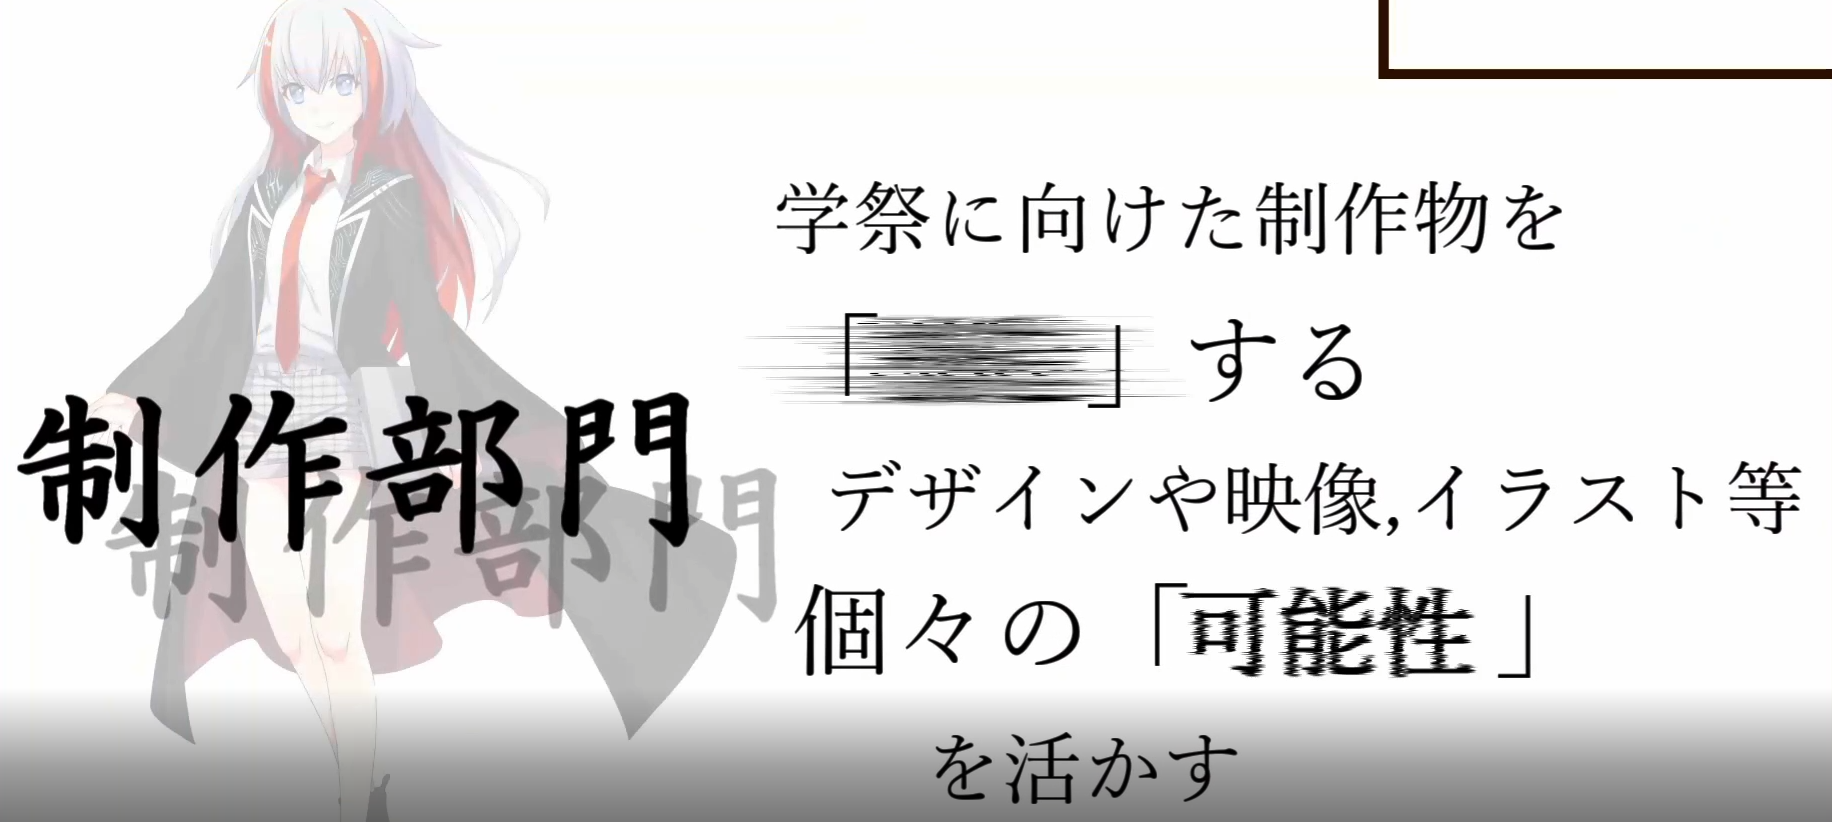 制作部門
制作部門
学祭に向けた制作物を
「」する
デザインや映像,イラスト等
個々の「可能性」
を活かす